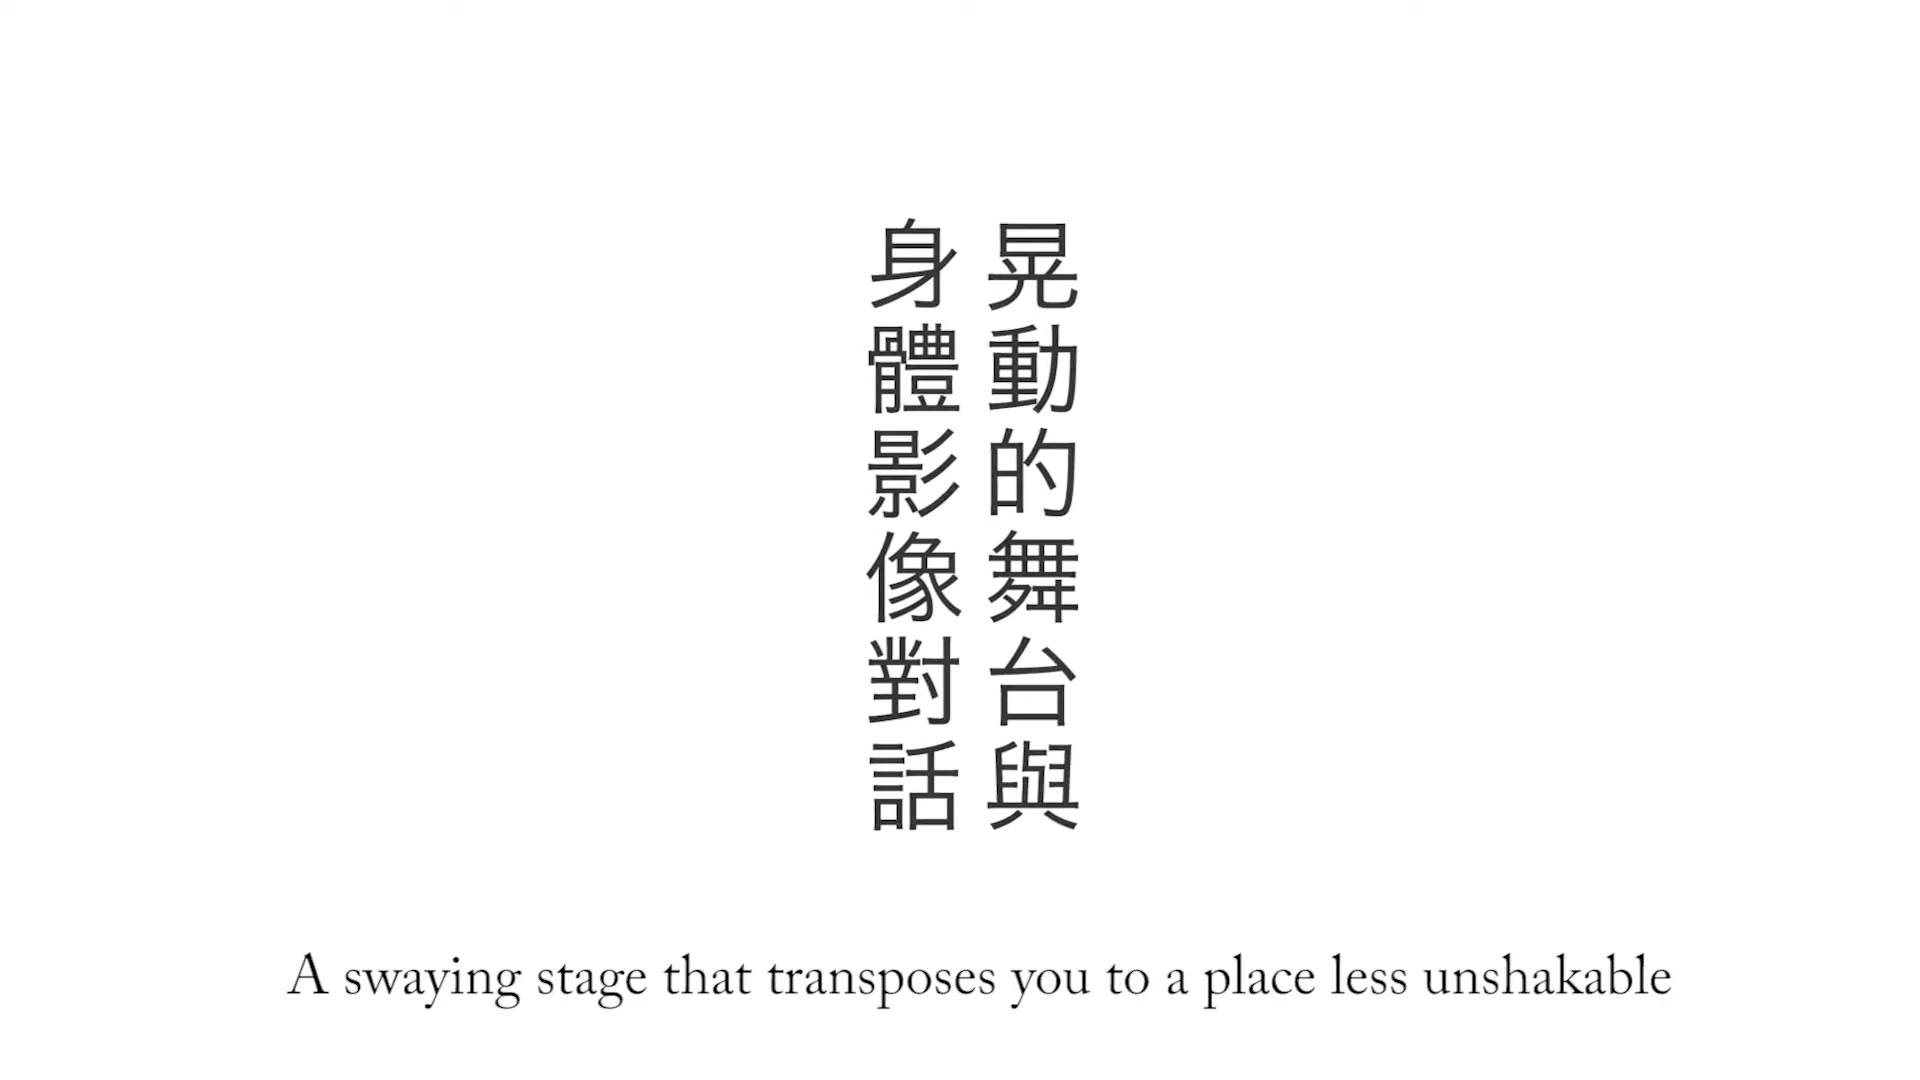 晃動的舞台與
身體影像對話
A swaying stage that transposes you to a place less unshakable